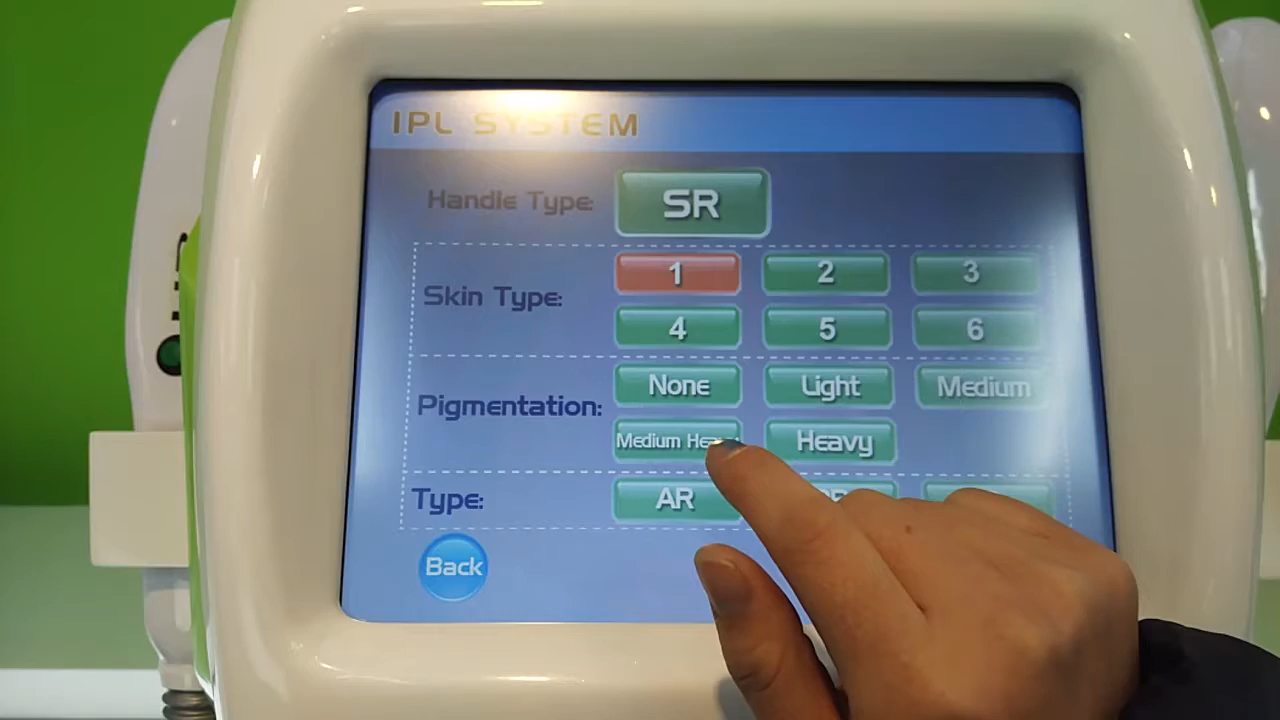 IPL SYSTEM
Handle Type: SR
Skin Type: 1 2 3
4 5 6
Pigmentation: None Light Medium
Medium Heavy Heavy
Type: AR
Back